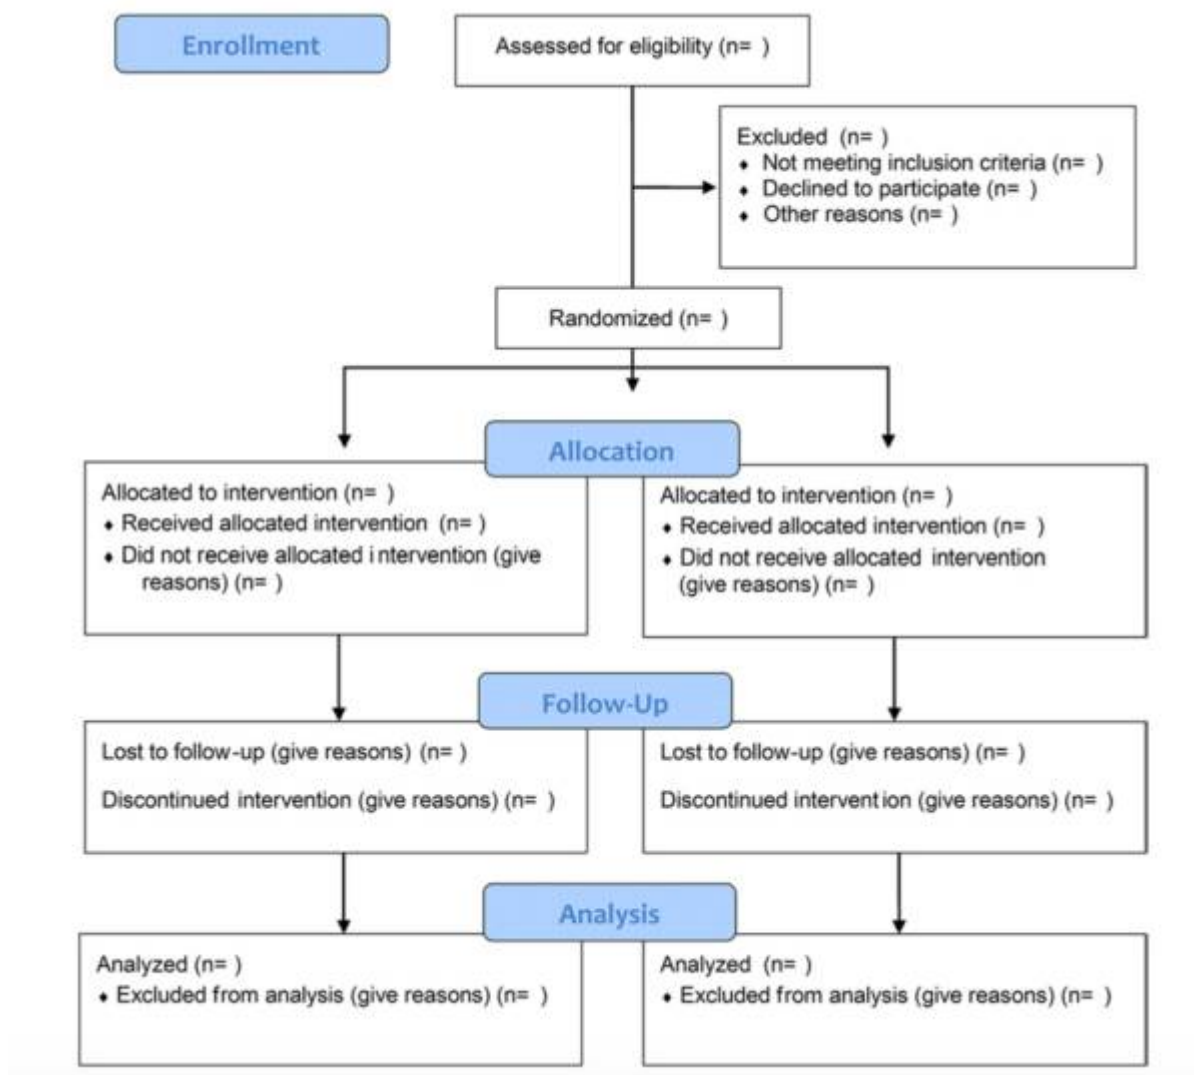 Enrollment
Assessed for eligibility (n= )
Excluded (n= )
♦ Not meeting inclusion criteria (n= )
♦ Declined to participate (n= )
♦ Other reasons (n= )
Randomized (n= )
Allocation
Allocated to intervention (n= )
♦ Received allocated intervention (n= )
♦ Did not receive allocated intervention (give
reasons) (n= )
Allocated to intervention (n= )
♦ Received allocated intervention (n= )
♦ Did not receive allocated intervention
(give reasons) (n= )
Follow-Up
Lost to follow-up (give reasons) (n= )
Discontinued intervention (give reasons) (n= )
Lost to follow-up (give reasons) (n= )
Discontinued intervention (give reasons) (n= )
Analysis
Analyzed (n= )
♦ Excluded from analysis (give reasons) (n= )
Analyzed (n= )
♦ Excluded from analysis (give reasons) (n= )